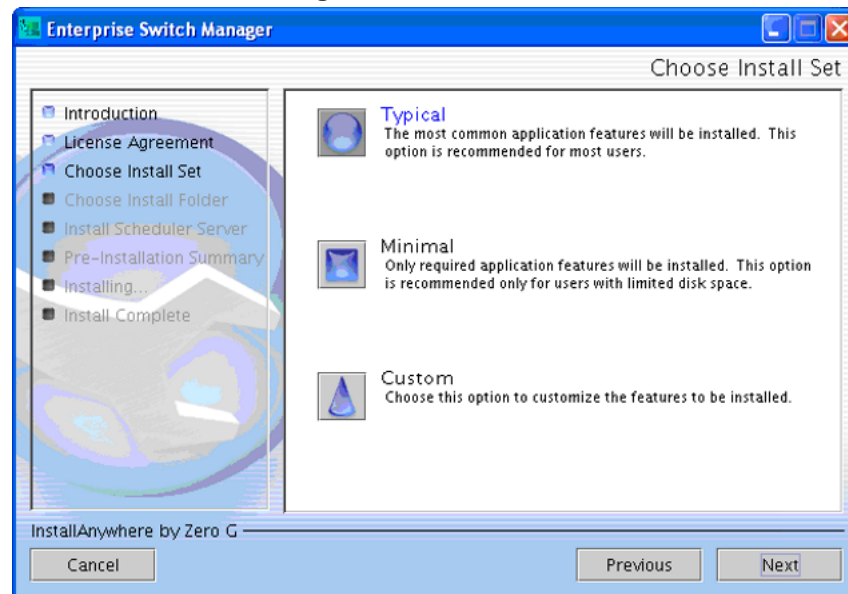 Enterprise Switch Manager
Choose Install Set
Introduction
License Agreement
Choose Install Set
Choose Install Folder
Install Scheduler Server
Pre-Installation Summary
Installing...
Install Complete
Typical
The most common application features will be installed. This
option is recommended for most users.
Minimal
Only required application features will be installed. This option
is recommended only for users with limited disk space.
Custom
Choose this option to customize the features to be installed.
InstallAnywhere by Zero G
Cancel
Previous
Next